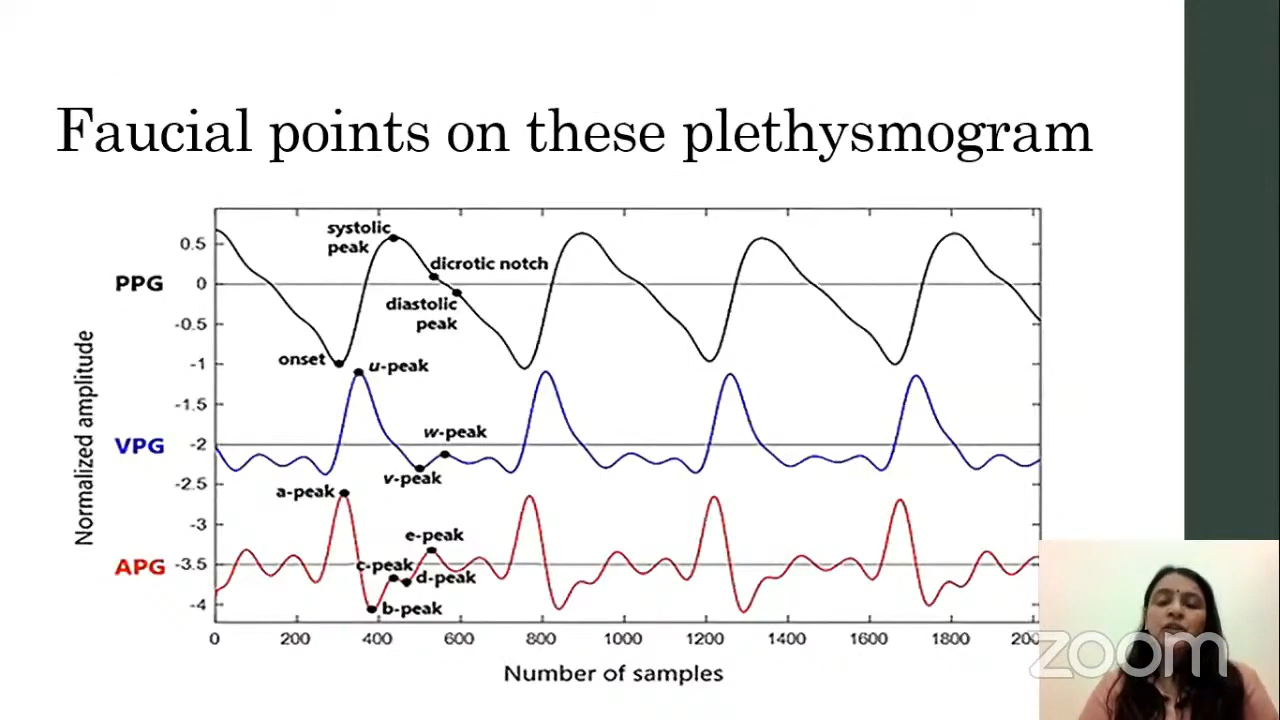 Faucial points on these plethysmogram
systolic
peak
dicrotic notch
diastolic
peak
onset
u-peak
w-peak
v-peak
a-peak
e-peak
c-peak
d-peak
b-peak
PPG
VPG
APG
Normalized amplitude
0.5
0
-0.5
-1
-1.5
-2
-2.5
-3
-3.5
-4
0 200 400 600 800 1000 1200 1400 1600 1800
Number of samples
zoom